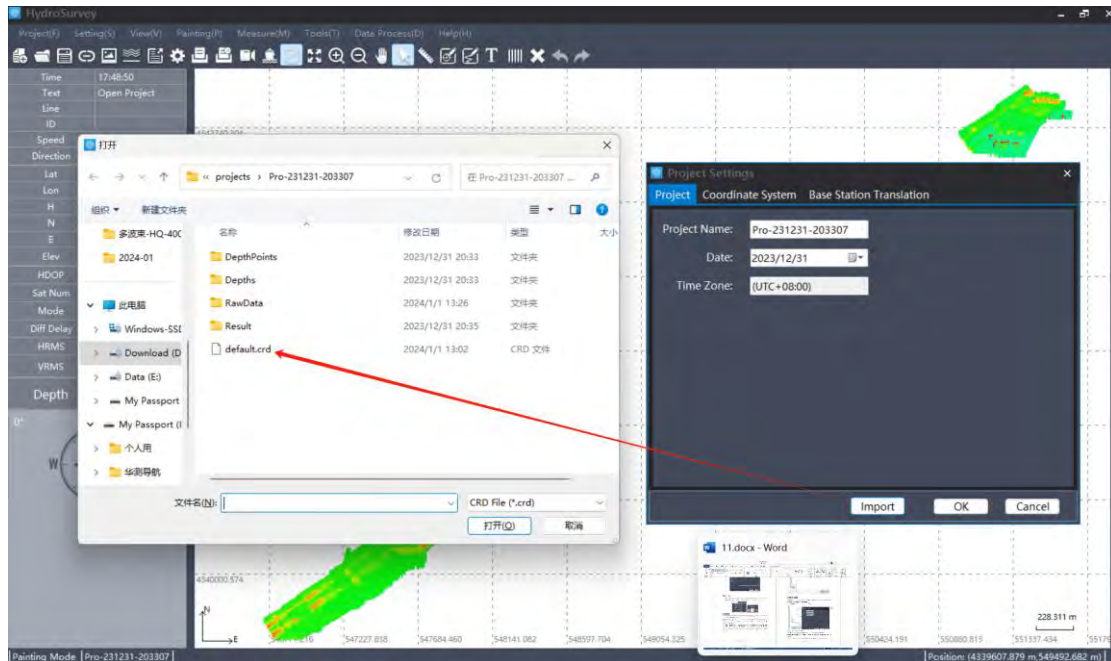 HydroSurvey
Project(F) Setting(S) View(V) Painting(P) Measure(M) Tools(T) Data Process(D) Help(H)
Time 17:48:50
Text Open Project
Line
ID
Speed
Direction
Lat
Lon
H
N
E
Elev
HDOP
Sat Num
Mode
Diff Delay
HRMS
VRMS
Depth
0°
W
打开
« projects › Pro-231231-203307
在 Pro-231231-203307 ...
组织 新建文件夹
多波束-HQ-400
2024-01
此电脑
Windows-SSI
Download (D
Data (E:)
My Passport
My Passport (I
个人用
华测导航
名称 修改日期 类型 大小
DepthPoints 2023/12/31 20:33 文件夹
Depths 2023/12/31 20:33 文件夹
RawData 2024/1/1 13:26 文件夹
Result 2023/12/31 20:35 文件夹
default.crd 2024/1/1 13:02 CRD 文件
文件名(N): CRD File (*.crd)
打开(O) 取消
Project Settings
Project Coordinate System Base Station Translation
Project Name: Pro-231231-203307
Date: 2023/12/31
Time Zone: (UTC+08:00)
Import OK Cancel
11.docx - Word
4340000.574
N
E
547227.838 547684.460 548141.082 548597.704 549054.325 550424.191 550880.813 551337.434
228.311 m
Painting Mode Pro-231231-203307 Position: (4339607.879 m,549492.682 m)